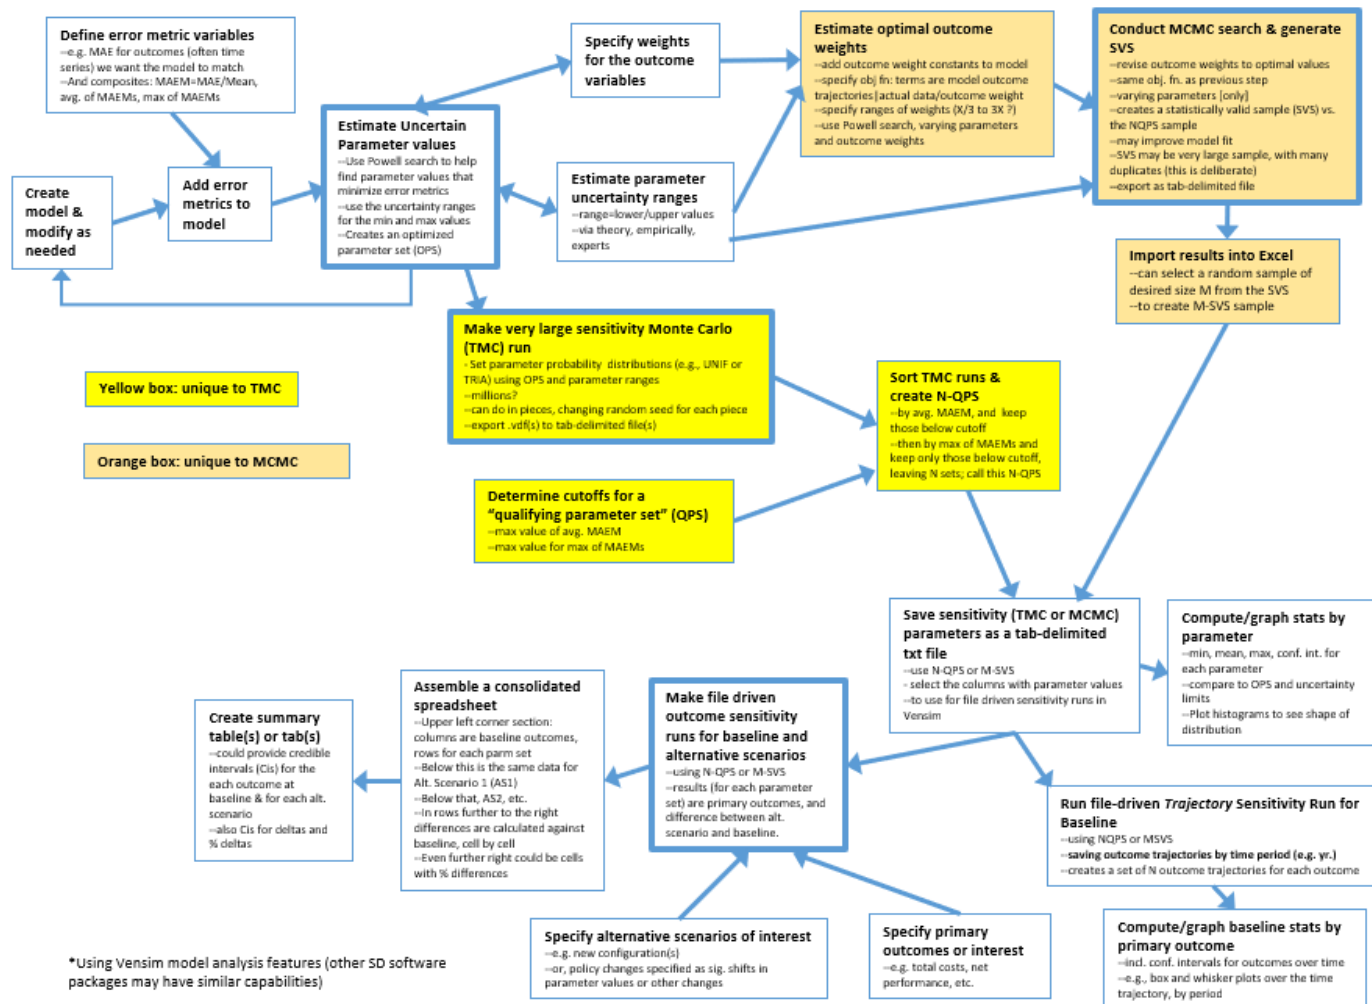 Define error metric variables
--e.g. MAE for outcomes (often time
series) we want the model to match
--And composites: MAEM=MAE/Mean,
avg. of MAEMs, max of MAEMs
Create
model &
modify as
needed
Add error
metrics to
model
Estimate Uncertain
Parameter values
--Use Powell search to help
find parameter values that
minimize error metrics
--use the uncertainty ranges
for the min and max values
--Creates an optimized
parameter set (OPS)
Specify weights
for the outcome
variables
Estimate parameter
uncertainty ranges
--range=lower/upper values
--via theory, empirically,
experts
Estimate optimal outcome
weights
--add outcome weight constants to model
--specify obj fn: terms are model outcome
trajectories|actual data/outcome weight
--specify ranges of weights (X/3 to 3X ?)
--use Powell search, varying parameters
and outcome weights
Conduct MCMC search & generate
SVS
--revise outcome weights to optimal values
--same obj. fn. as previous step
--varying parameters [only]
--creates a statistically valid sample (SVS) vs.
the NQPS sample
--may improve model fit
--SVS may be very large sample, with many
duplicates (this is deliberate)
--export as tab-delimited file
Import results into Excel
--can select a random sample of
desired size M from the SVS
--to create M-SVS sample
Make very large sensitivity Monte Carlo
(TMC) run
- Set parameter probability distributions (e.g., UNIF or
TRIA) using OPS and parameter ranges
--millions?
--can do in pieces, changing random seed for each piece
--export .vdf(s) to tab-delimited file(s)
Yellow box: unique to TMC
Orange box: unique to MCMC
Determine cutoffs for a
“qualifying parameter set” (QPS)
--max value of avg. MAEM
--max value for max of MAEMs
Sort TMC runs &
create N-QPS
--by avg. MAEM, and keep
those below cutoff
--then by max of MAEMs and
keep only those below cutoff,
leaving N sets; call this N-QPS
Save sensitivity (TMC or MCMC)
parameters as a tab-delimited
txt file
--use N-QPS or M-SVS
- select the columns with parameter values
--to use for file driven sensitivity runs in
Vensim
Compute/graph stats by
parameter
--min, mean, max, conf. int. for
each parameter
--compare to OPS and uncertainty
limits
--Plot histograms to see shape of
distribution
Make file driven
outcome sensitivity
runs for baseline and
alternative scenarios
--using N-QPS or M-SVS
--results (for each parameter
set) are primary outcomes, and
difference between alt.
scenario and baseline.
Assemble a consolidated
spreadsheet
--Upper left corner section:
columns are baseline outcomes,
rows for each parm set
--Below this is the same data for
Alt. Scenario 1 (AS1)
--Below that, AS2, etc.
--In rows further to the right
differences are calculated against
baseline, cell by cell
--Even further right could be cells
with % differences
Create summary
table(s) or tab(s)
--could provide credible
intervals (Cis) for the
each outcome at
baseline & for each alt.
scenario
--also Cis for deltas and
% deltas
Run file-driven Trajectory Sensitivity Run for
Baseline
--using NQPS or MSVS
--saving outcome trajectories by time period (e.g. yr.)
--creates a set of N outcome trajectories for each outcome
Specify alternative scenarios of interest
--e.g. new configuration(s)
--or, policy changes specified as sig. shifts in
parameter values or other changes
Specify primary
outcomes or interest
--e.g. total costs, net
performance, etc.
Compute/graph baseline stats by
primary outcome
--incl. conf. intervals for outcomes over time
--e.g., box and whisker plots over the time
trajectory, by period
*Using Vensim model analysis features (other SD software
packages may have similar capabilities)